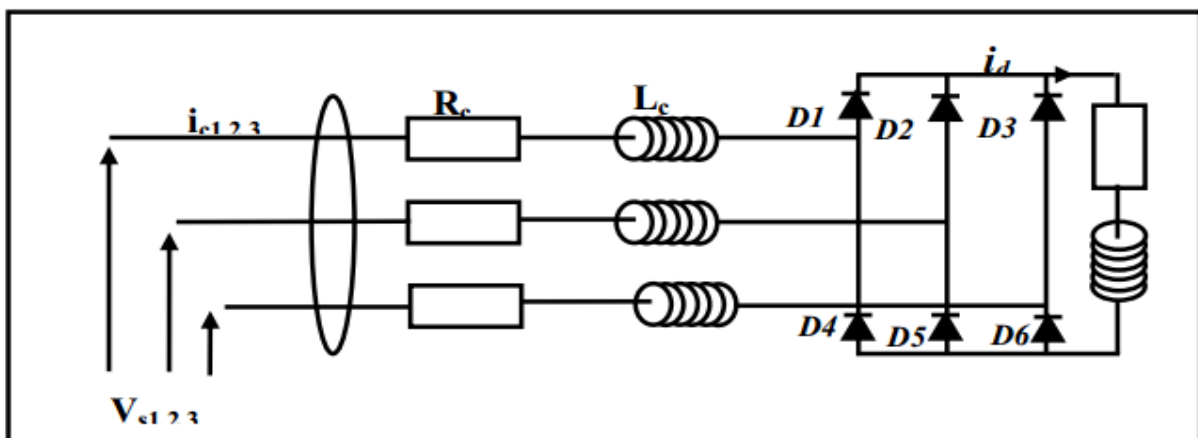 i_d
R_c
L_c
i_c1,2,3
D1
D2
D3
D4
D5
D6
V_s1,2,3